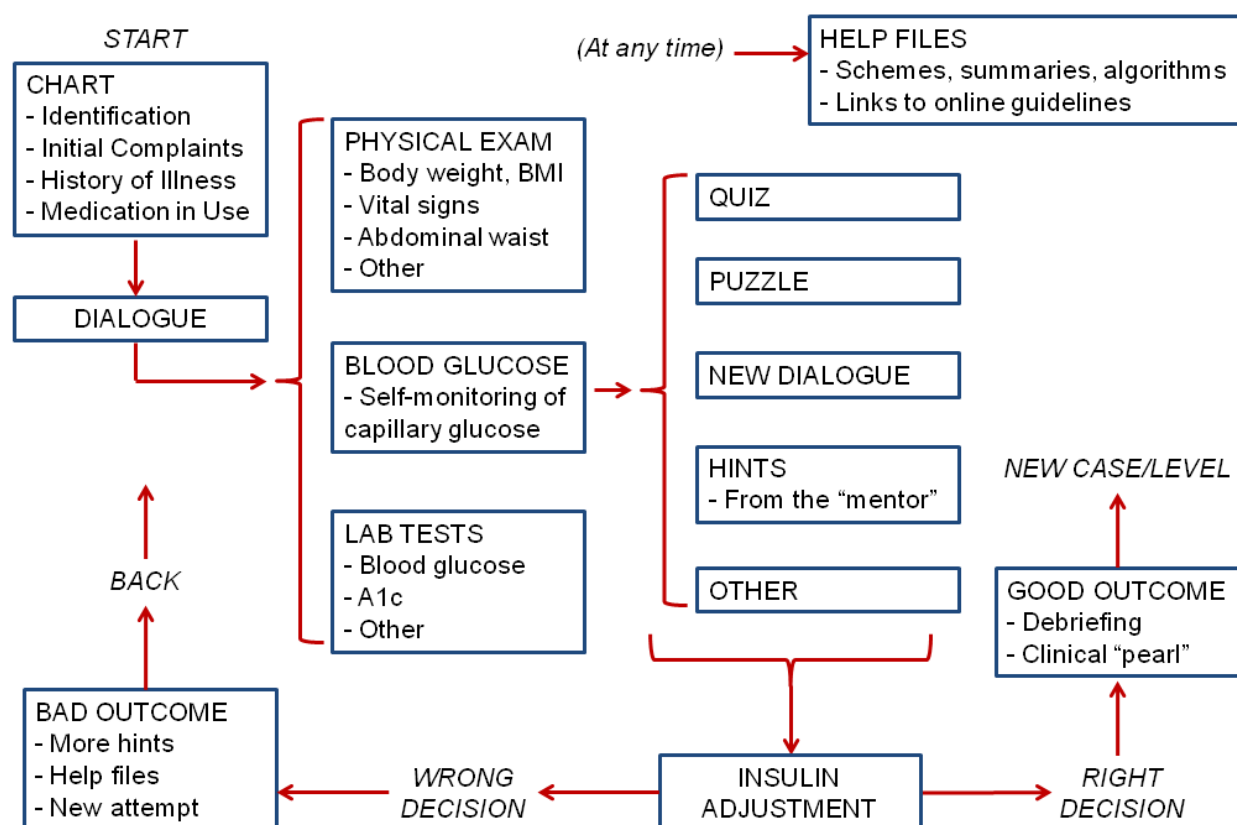 START
CHART
- Identification
- Initial Complaints
- History of Illness
- Medication in Use
DIALOGUE
PHYSICAL EXAM
- Body weight, BMI
- Vital signs
- Abdominal waist
- Other
BLOOD GLUCOSE
- Self-monitoring of
capillary glucose
LAB TESTS
- Blood glucose
- A1c
- Other
(At any time)
HELP FILES
- Schemes, summaries, algorithms
- Links to online guidelines
QUIZ
PUZZLE
NEW DIALOGUE
HINTS
- From the “mentor”
OTHER
INSULIN
ADJUSTMENT
WRONG
DECISION
BAD OUTCOME
- More hints
- Help files
- New attempt
BACK
RIGHT
DECISION
GOOD OUTCOME
- Debriefing
- Clinical “pearl”
NEW CASE/LEVEL